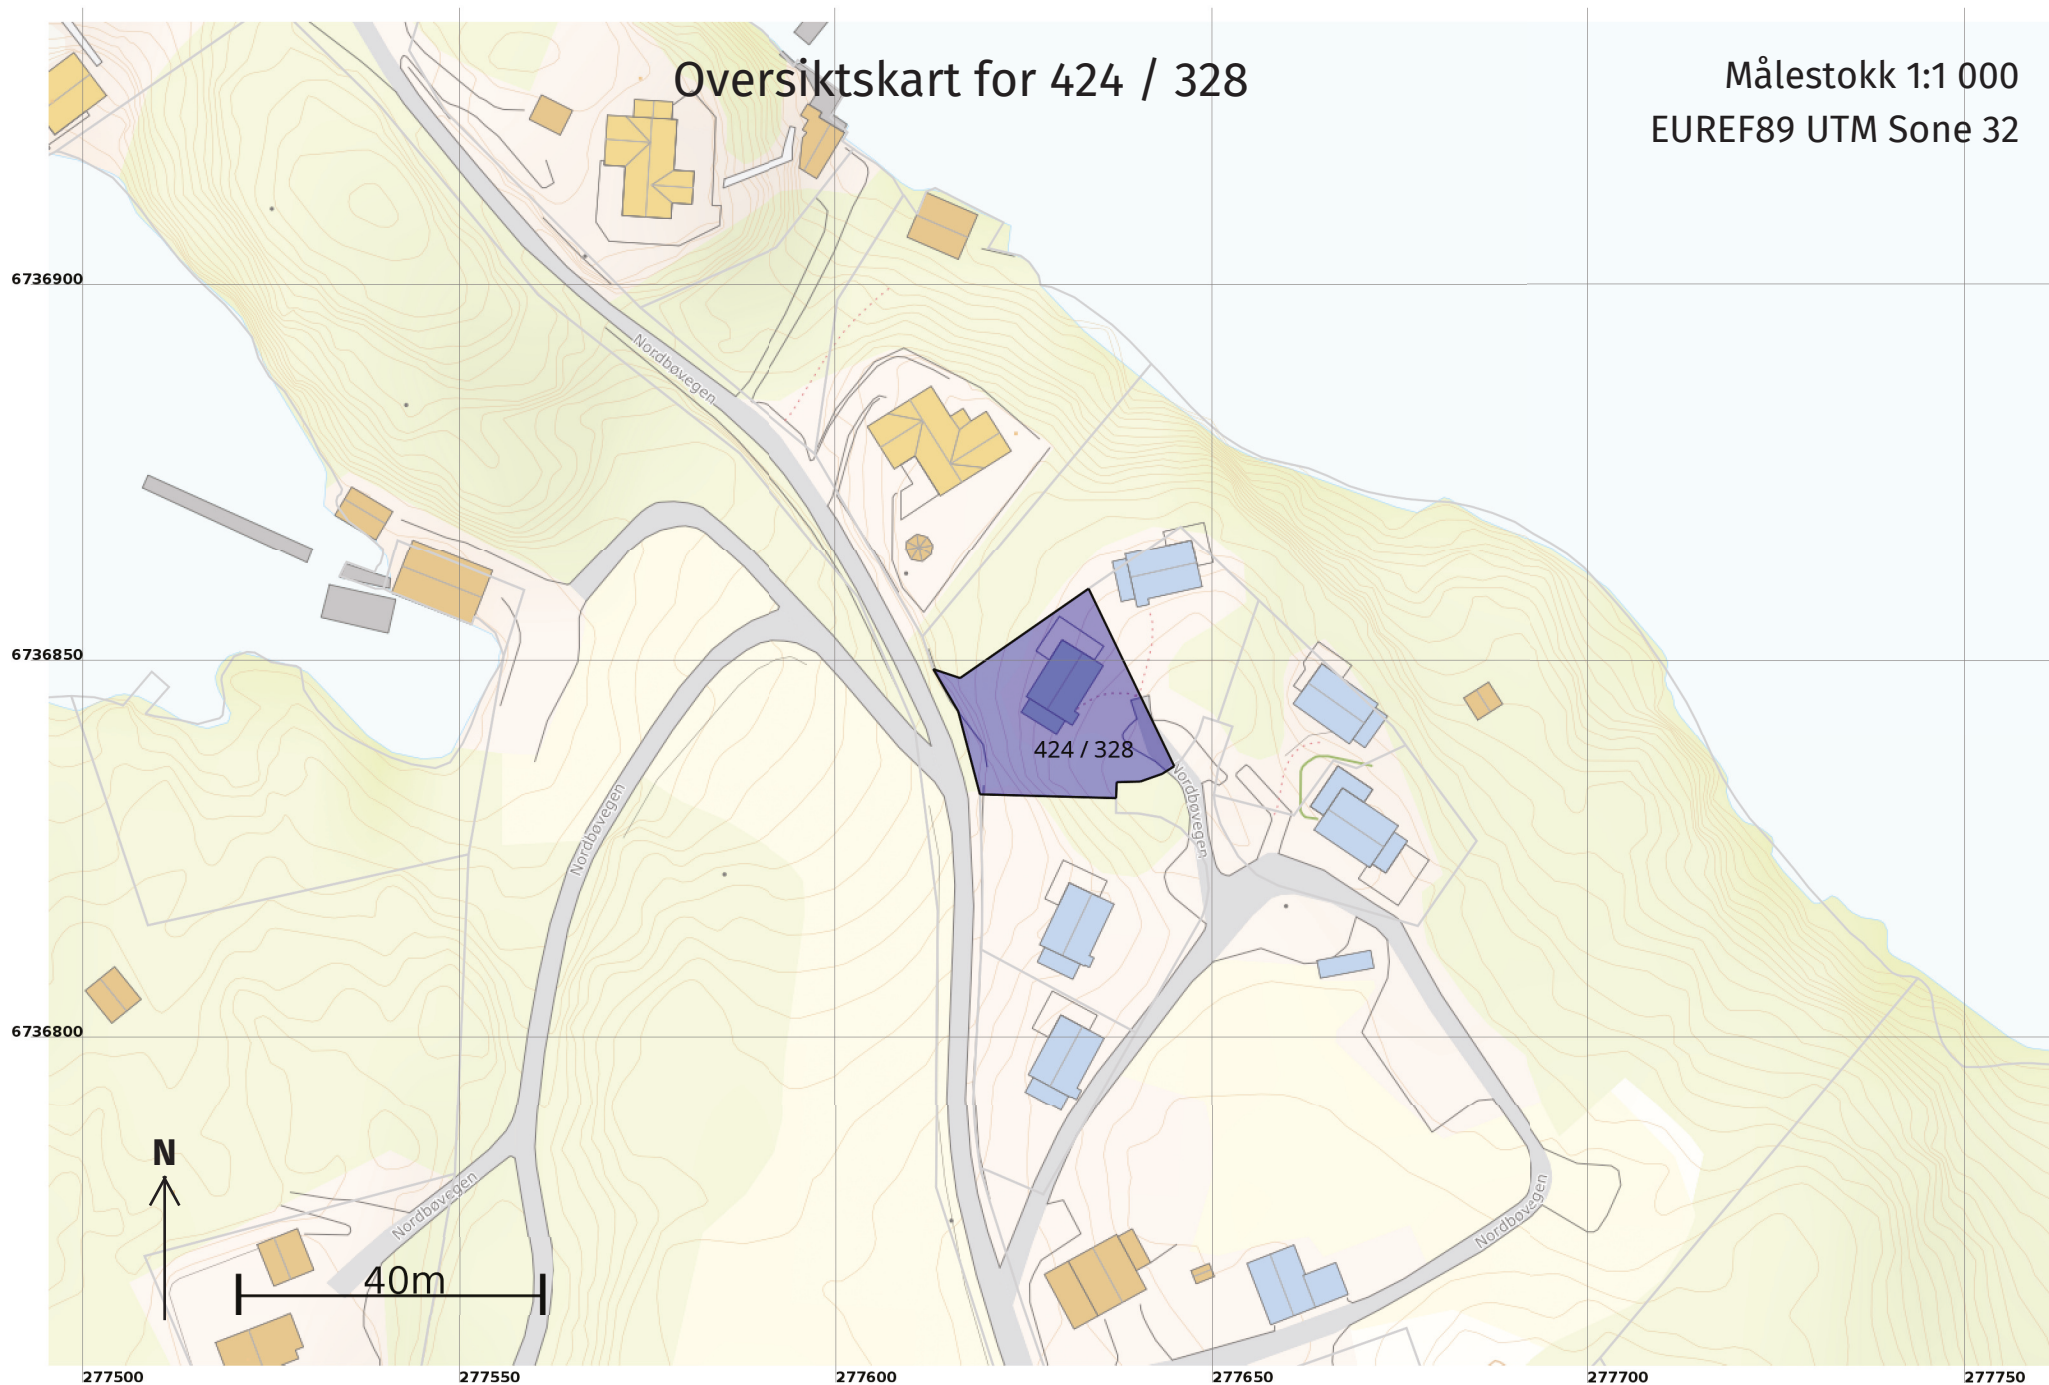 Oversiktskart for 424 / 328
Målestokk 1:1 000
EUREF89 UTM Sone 32
6736900
Nordbøvegen
6736850
424 / 328
Nordbøvegen
Nordbøvegen
6736800
N
Nordbøvegen
Nordbøvegen
40m
277500
277550
277600
277650
277700
277750